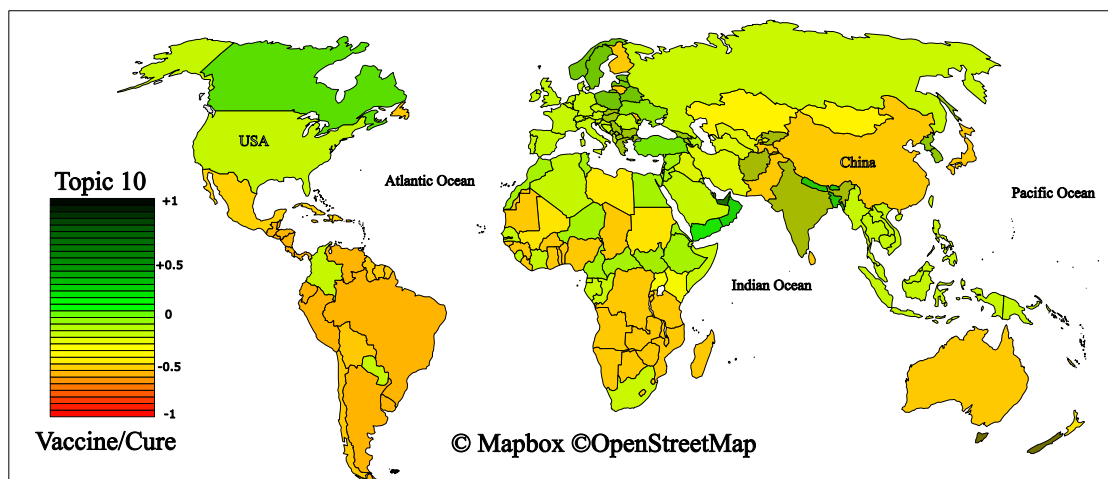 USA
China
Topic 10
Atlantic Ocean
Pacific Ocean
+1
+0.5
0
-0.5
-1
Indian Ocean
Vaccine/Cure
© Mapbox ©OpenStreetMap